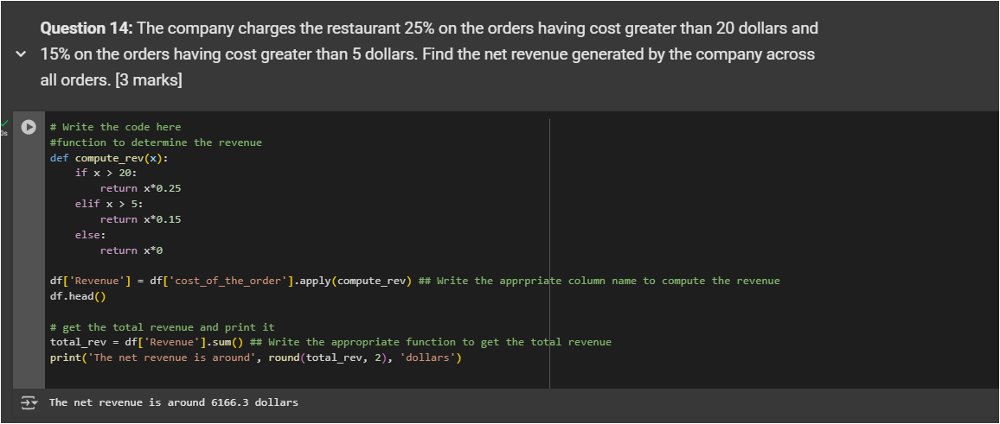 Question 14: The company charges the restaurant 25% on the orders having cost greater than 20 dollars and
15% on the orders having cost greater than 5 dollars. Find the net revenue generated by the company across
all orders. [3 marks]
0s
# Write the code here
#function to determine the revenue
def compute_rev(x):
    if x > 20:
        return x*0.25
    elif x > 5:
        return x*0.15
    else:
        return x*0
df['Revenue'] = df['cost_of_the_order'].apply(compute_rev) ## Write the apprpriate column name to compute the revenue
df.head()
# get the total revenue and print it
total_rev = df['Revenue'].sum() ## Write the appropriate function to get the total revenue
print('The net revenue is around', round(total_rev, 2), 'dollars')
The net revenue is around 6166.3 dollars